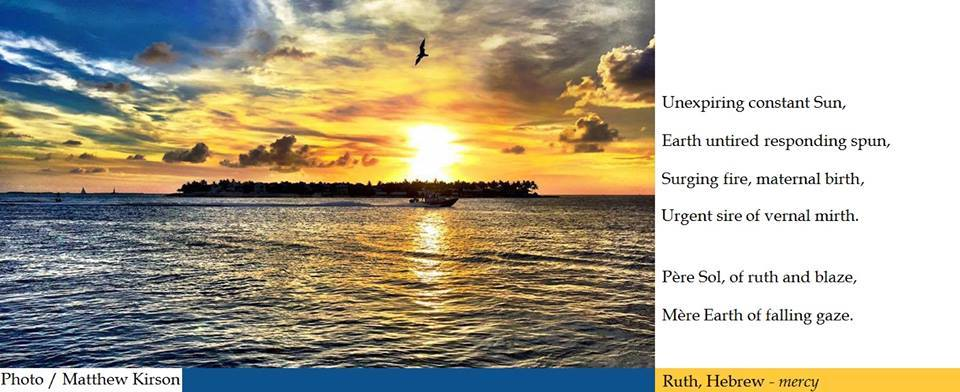 Unexpiring constant Sun,
Earth untired responding spun,
Surging fire, maternal birth,
Urgent sire of vernal mirth.
Père Sol, of ruth and blaze,
Mère Earth of falling gaze.
Photo / Matthew Kirson
Ruth, Hebrew - mercy